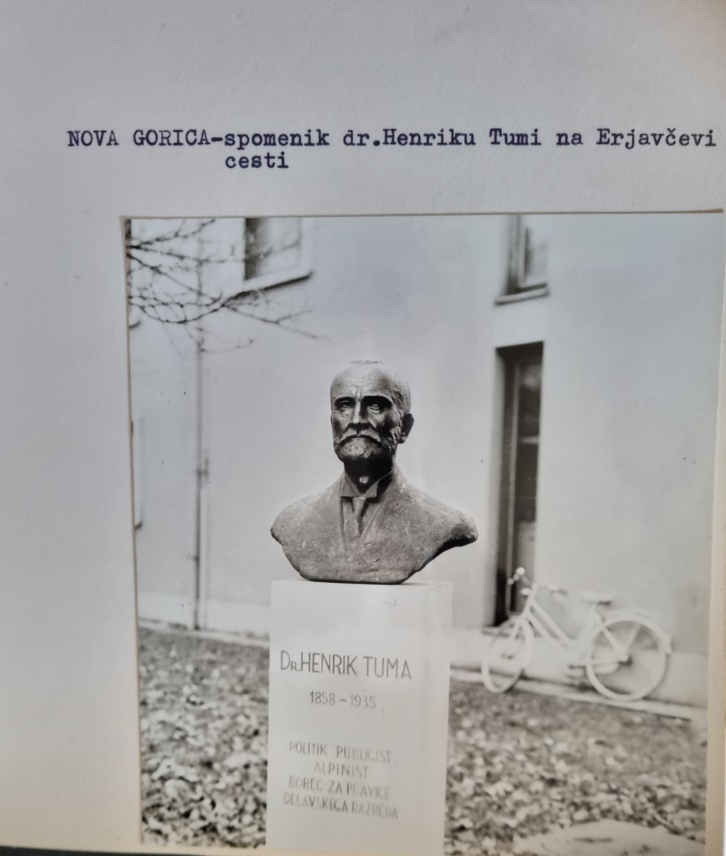 NOVA GORICA-spomenik dr.Henriku Tumi na Erjavčevi
cesti
Dr. HENRIK TUMA
1858 - 1935
POLITIK PUBLICIST
ALPINIST
BOREC ZA PRAVICE
DELAVSKEGA RAZREDA